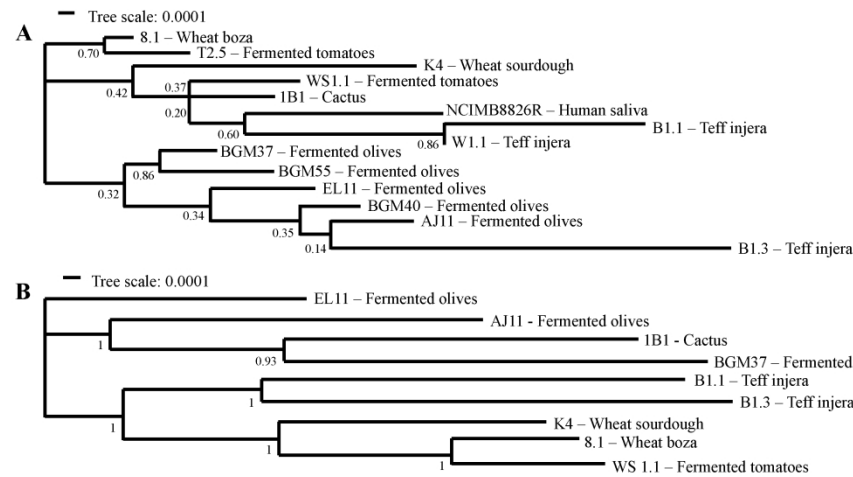 Tree scale: 0.0001
A
8.1 – Wheat boza
0.70
T2.5 – Fermented tomatoes
K4 – Wheat sourdough
0.42
0.37
WS1.1 – Fermented tomatoes
1B1 – Cactus
0.20
NCIMB8826R – Human saliva
0.60
B1.1 – Teff injera
0.86
W1.1 – Teff injera
BGM37 – Fermented olives
0.86
BGM55 – Fermented olives
0.32
EL11 – Fermented olives
0.34
BGM40 – Fermented olives
0.35
AJ11 – Fermented olives
0.14
B1.3 – Teff injera
Tree scale: 0.0001
B
EL11 – Fermented olives
AJ11 - Fermented olives
1
1B1 - Cactus
0.93
BGM37 – Fermented
B1.1 – Teff injera
1
B1.3 – Teff injera
1
K4 – Wheat sourdough
1
8.1 – Wheat boza
1
WS 1.1 – Fermented tomatoes